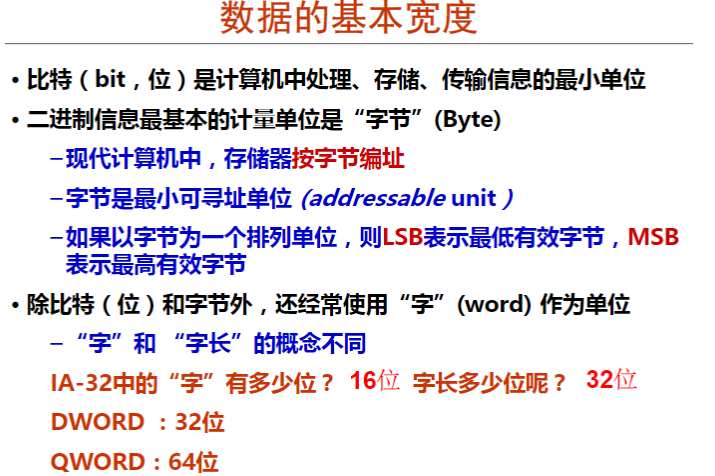 数据的基本宽度
• 比特（bit，位）是计算机中处理、存储、传输信息的最小单位
• 二进制信息最基本的计量单位是“字节”(Byte)
–现代计算机中，存储器按字节编址
–字节是最小可寻址单位 (addressable unit )
–如果以字节为一个排列单位，则LSB表示最低有效字节，MSB
表示最高有效字节
• 除比特（位）和字节外，还经常使用“字”(word) 作为单位
–“字”和 “字长”的概念不同
IA-32中的“字”有多少位？ 16位 字长多少位呢？ 32位
DWORD ：32位
QWORD：64位